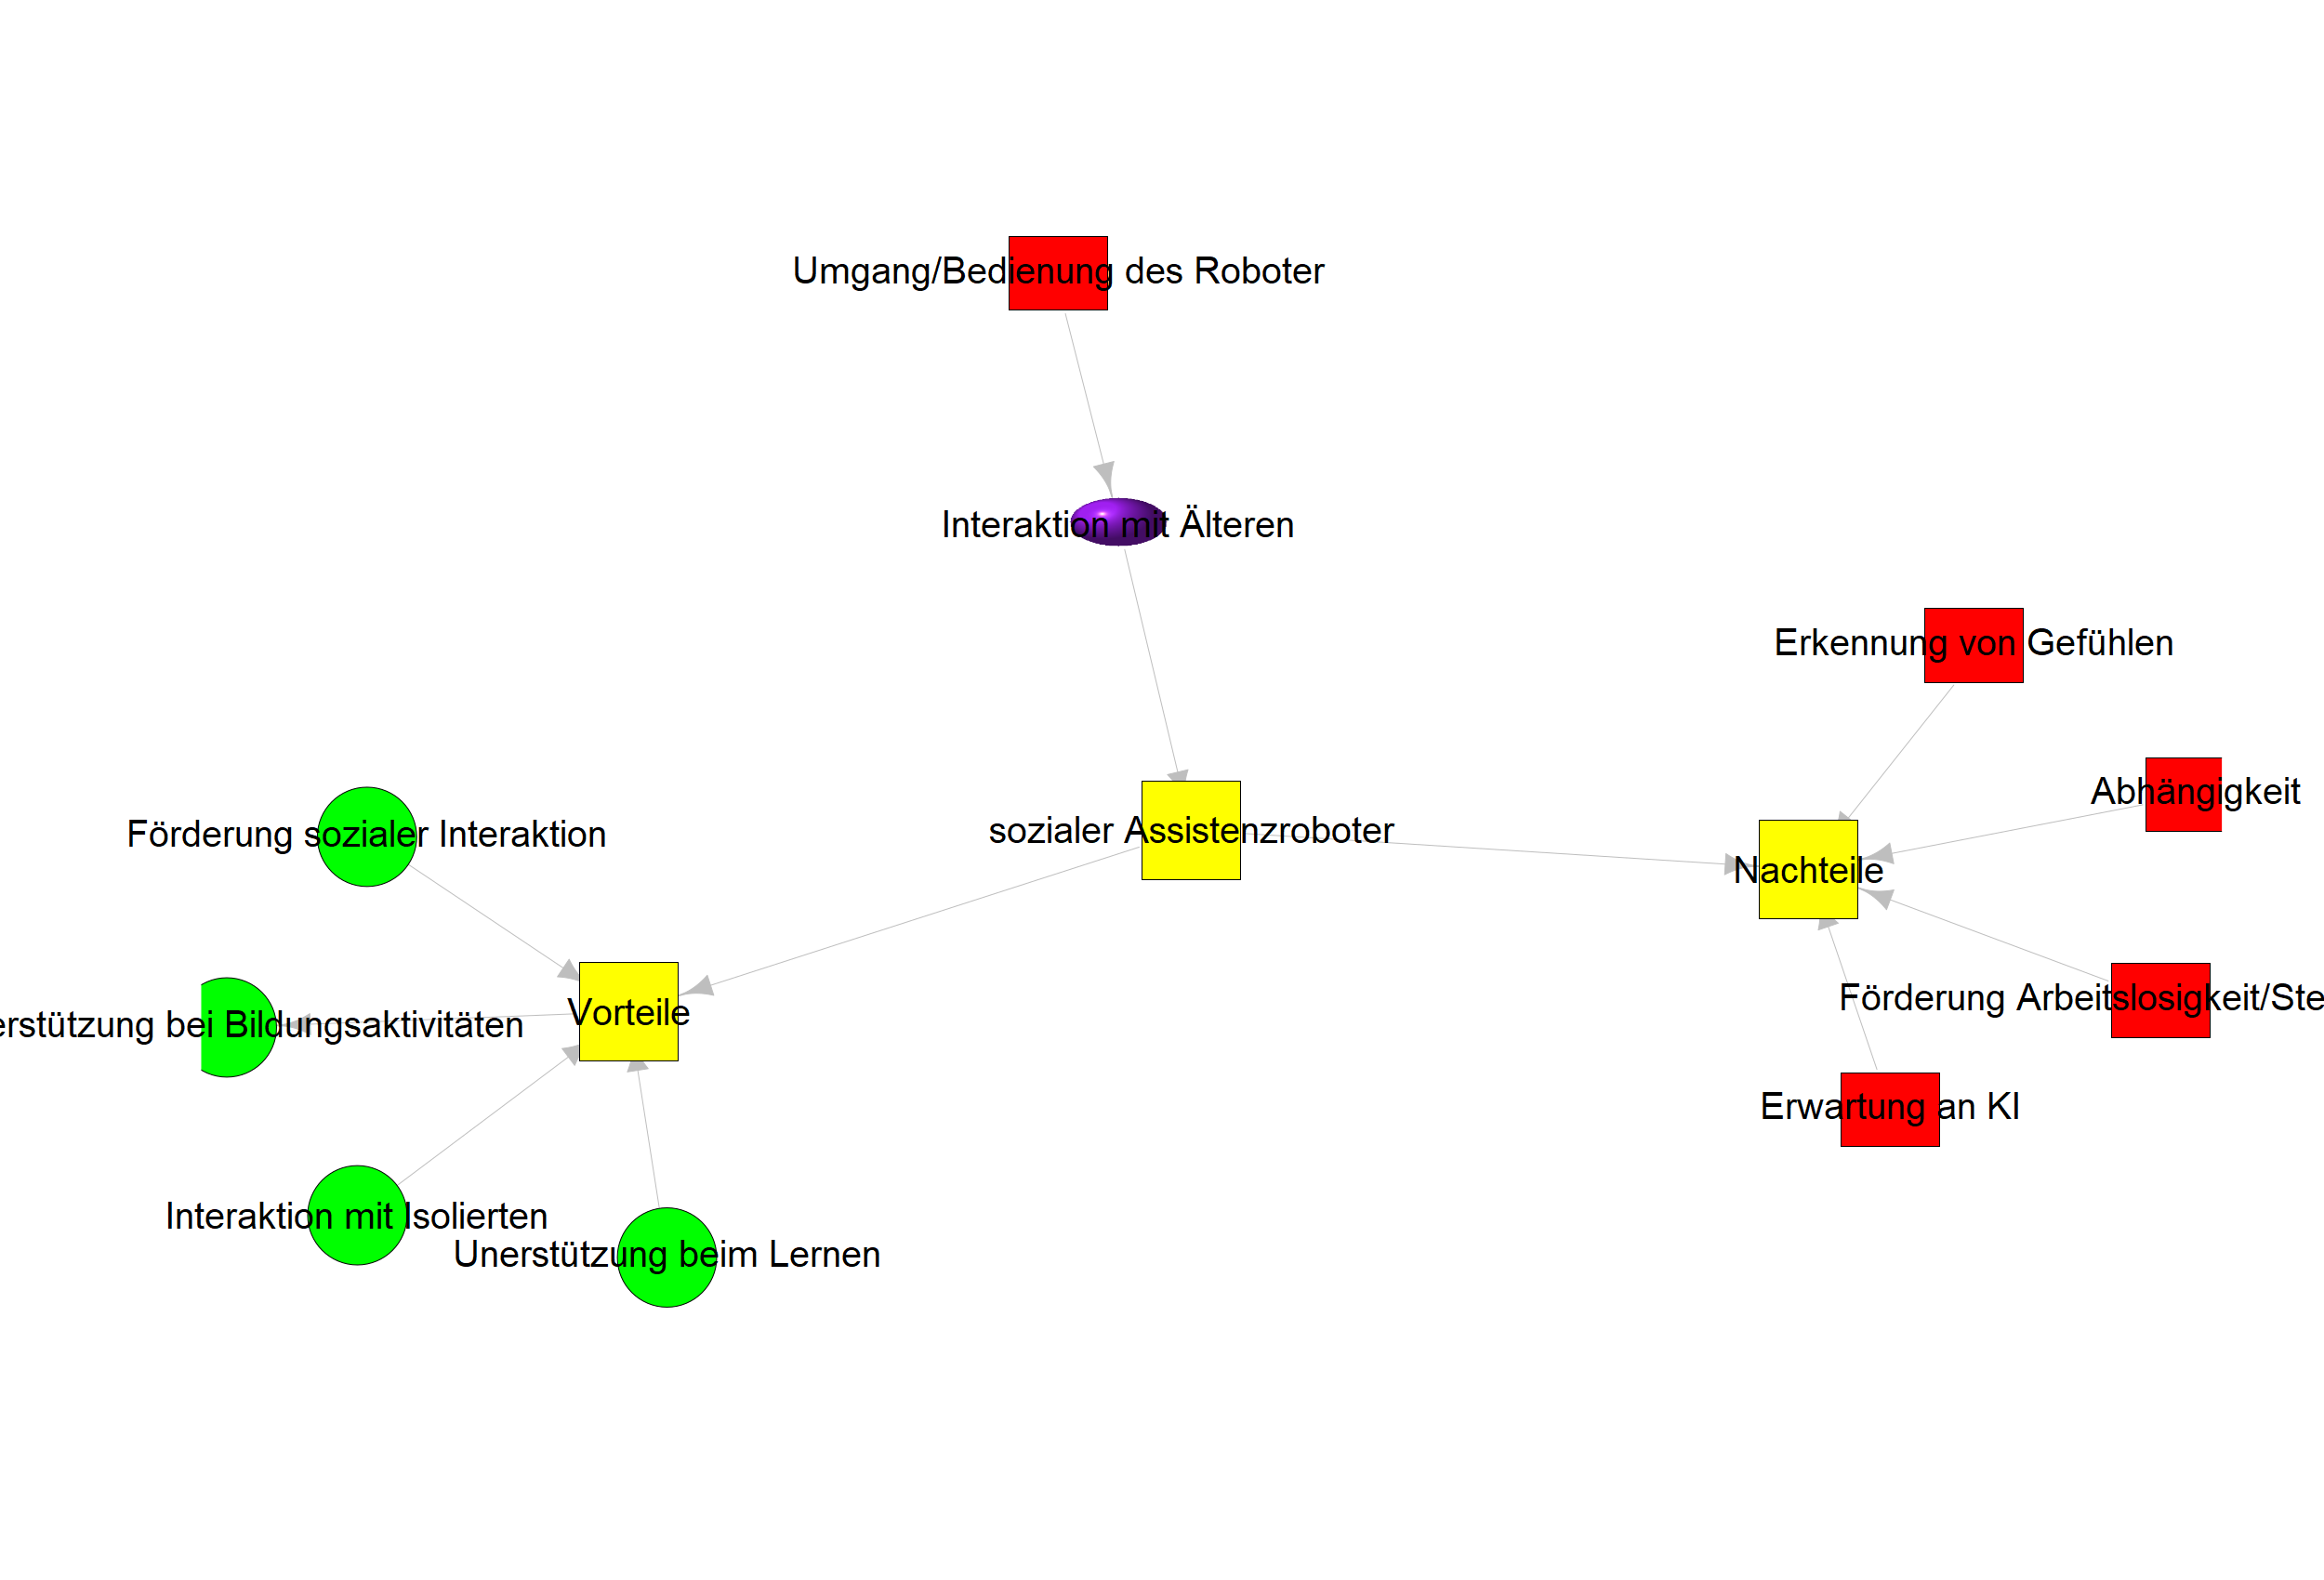 Umgang/Bedienung des Roboter
Interaktion mit Älteren
Erkennung von Gefühlen
Abhängigkeit
sozialer Assistenzroboter
Förderung sozialer Interaktion
Nachteile
Förderung Arbeitslosigkeit/Ste
Vorteile
erstützung bei Bildungsaktivitäten
Erwartung an KI
Interaktion mit Isolierten
Unerstützung beim Lernen